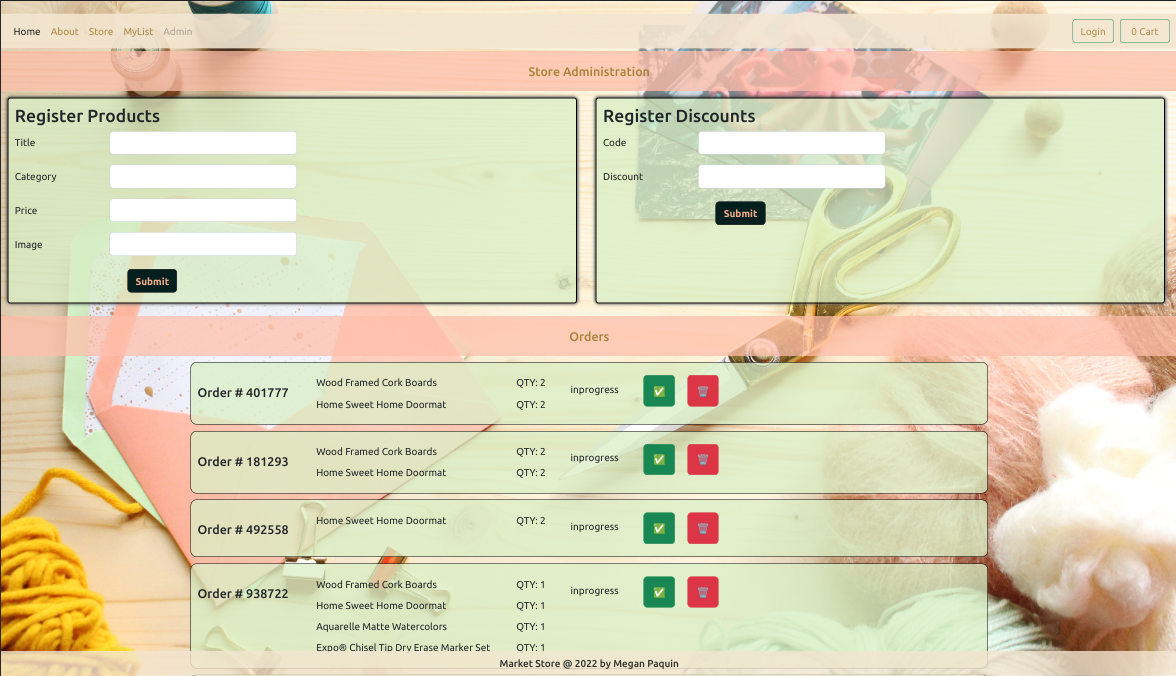 Home About Store MyList Admin Login 0 Cart
Store Administration
Register Products
Title
Category
Price
Image
Submit
Register Discounts
Code
Discount
Submit
Orders
Order # 401777
Wood Framed Cork Boards QTY: 2
Home Sweet Home Doormat QTY: 2
inprogress
Order # 181293
Wood Framed Cork Boards QTY: 2
Home Sweet Home Doormat QTY: 2
inprogress
Order # 492558
Home Sweet Home Doormat QTY: 2
inprogress
Order # 938722
Wood Framed Cork Boards QTY: 1
Home Sweet Home Doormat QTY: 1
Aquarelle Matte Watercolors QTY: 1
Expo® Chisel Tip Dry Erase Marker Set QTY: 1
inprogress
Market Store @ 2022 by Megan Paquin